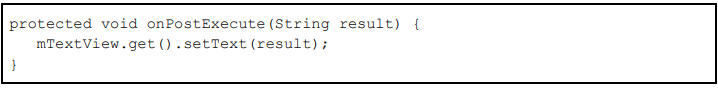 protected void onPostExecute(String result) {
   mTextView.get().setText(result);
}